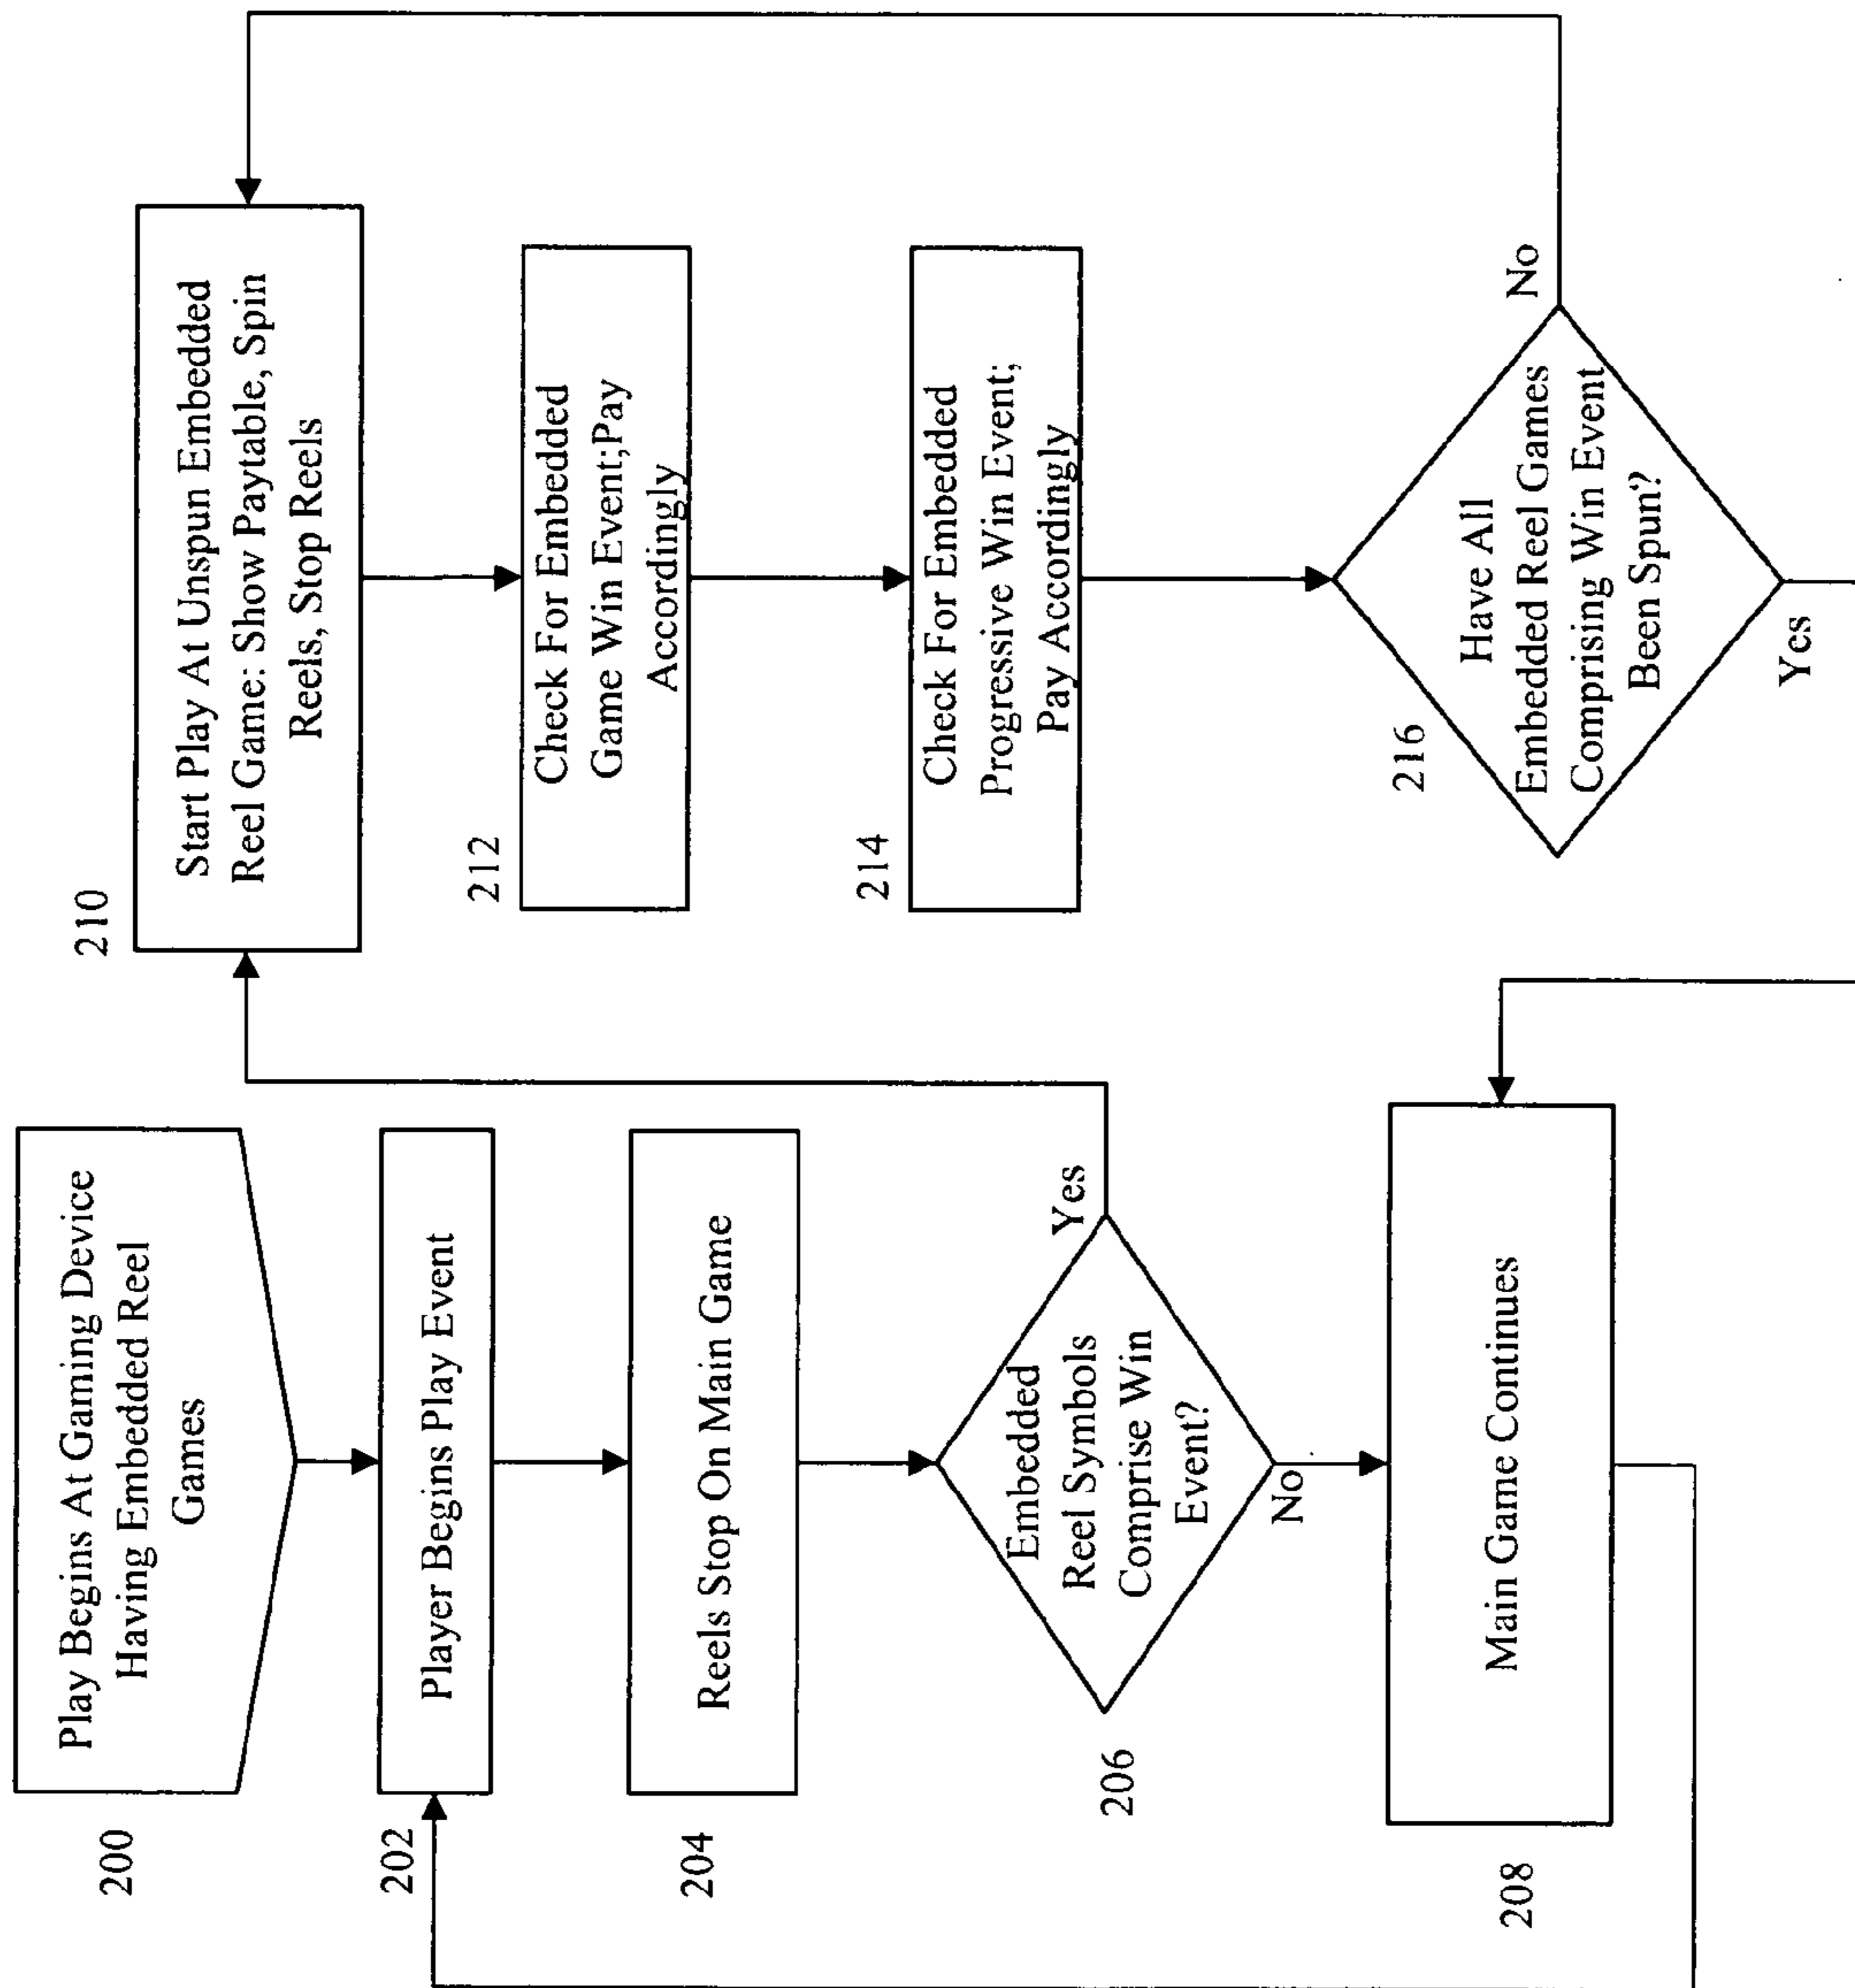 200
Play Begins At Gaming Device
Having Embedded Reel
Games
202
Player Begins Play Event
204
Reels Stop On Main Game
206
Embedded
Reel Symbols
Comprise Win
Event?
Yes
No
208
Main Game Continues
210
Start Play At Unspun Embedded
Reel Game: Show Paytable, Spin
Reels, Stop Reels
212
Check For Embedded
Game Win Event;Pay
Accordingly
214
Check For Embedded
Progressive Win Event;
Pay Accordingly
216
Have All
Embedded Reel Games
Comprising Win Event
Been Spun?
No
Yes